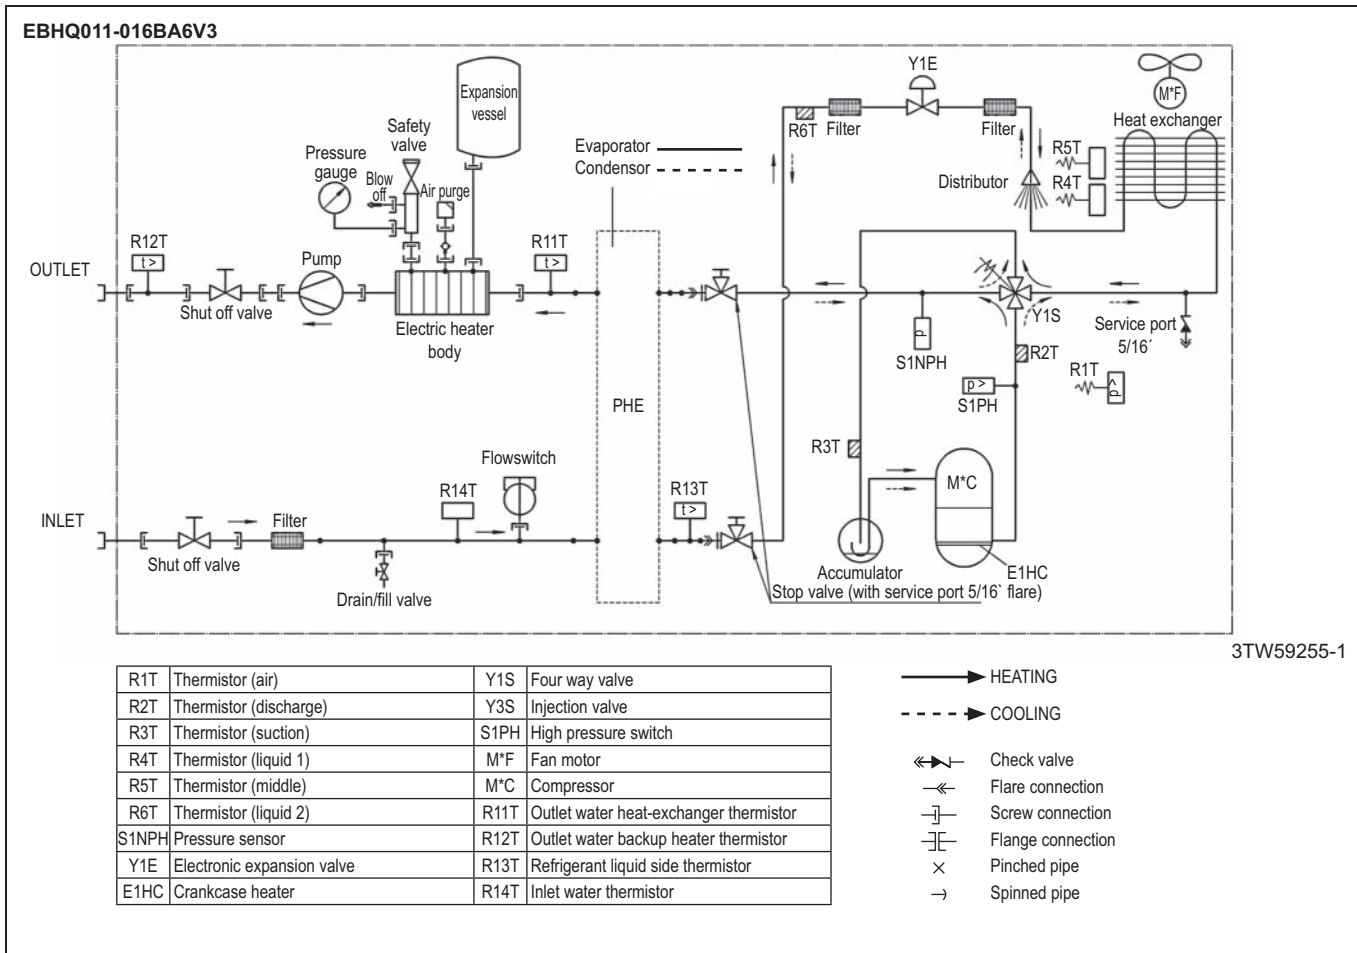 EBHQ011-016BA6V3
Expansion
vessel
Safety
valve
Pressure
gauge
Blow
off
Air purge
Evaporator
Condensor
Y1E
R6T
Filter
Filter
M*F
Heat exchanger
R5T
R4T
Distributor
R12T
t >
OUTLET
Pump
Shut off valve
Electric heater
body
R11T
t >
Y1S
Service port
5/16´
p
S1NPH
R2T
R1T
p >
p >
S1PH
PHE
R3T
M*C
Flowswitch
R14T
R13T
t >
INLET
Filter
Shut off valve
Drain/fill valve
Accumulator
E1HC
Stop valve (with service port 5/16` flare)
3TW59255-1
R1T Thermistor (air) Y1S Four way valve
R2T Thermistor (discharge) Y3S Injection valve
R3T Thermistor (suction) S1PH High pressure switch
R4T Thermistor (liquid 1) M*F Fan motor
R5T Thermistor (middle) M*C Compressor
R6T Thermistor (liquid 2) R11T Outlet water heat-exchanger thermistor
S1NPH Pressure sensor R12T Outlet water backup heater thermistor
Y1E Electronic expansion valve R13T Refrigerant liquid side thermistor
E1HC Crankcase heater R14T Inlet water thermistor
HEATING
COOLING
Check valve
Flare connection
Screw connection
Flange connection
Pinched pipe
Spinned pipe